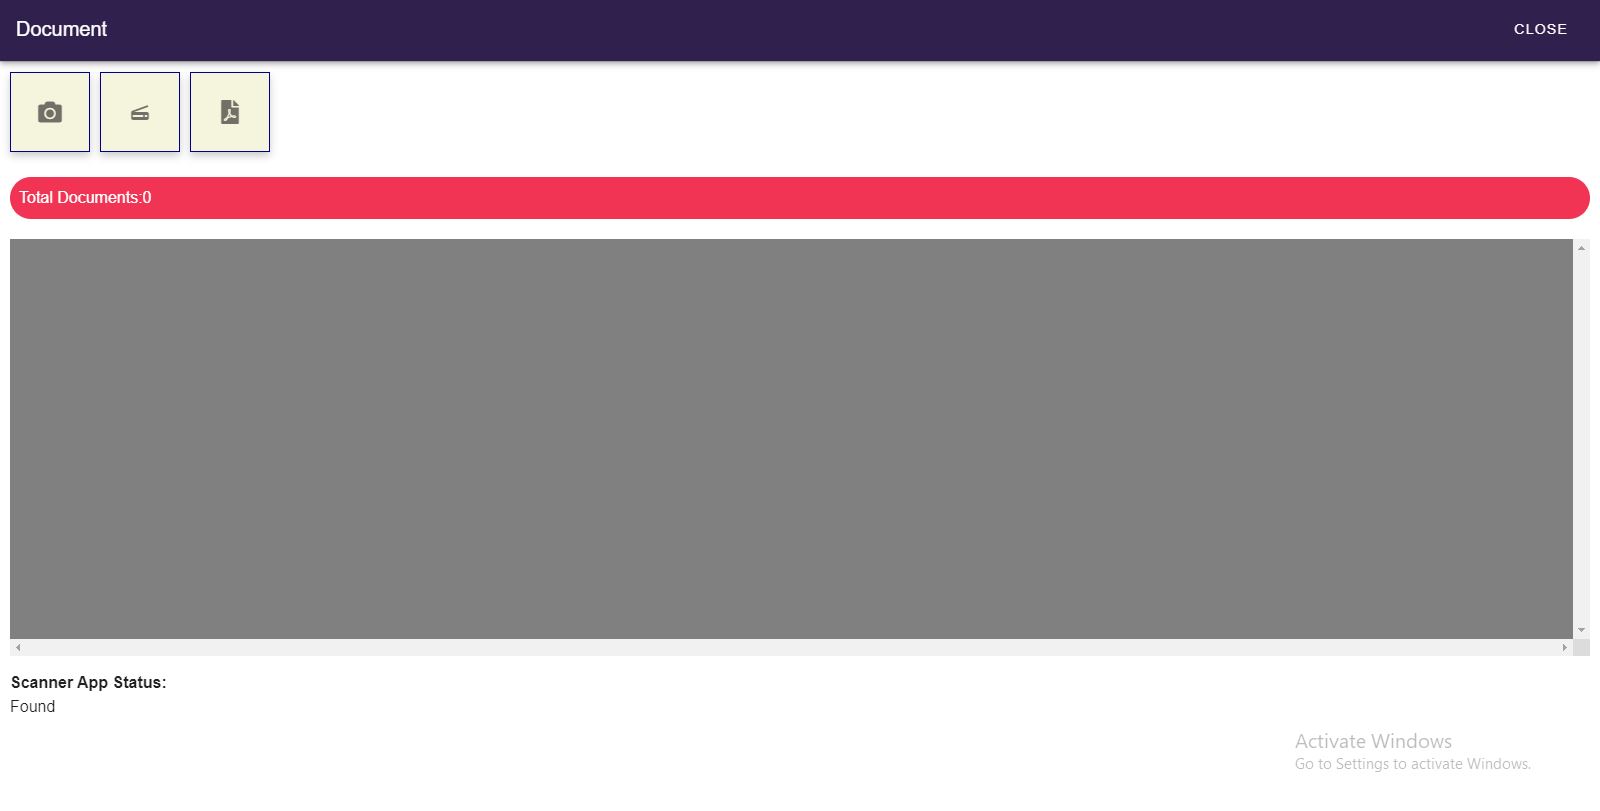 Document
CLOSE
Total Documents:0
Scanner App Status:
Found
Activate Windows
Go to Settings to activate Windows.